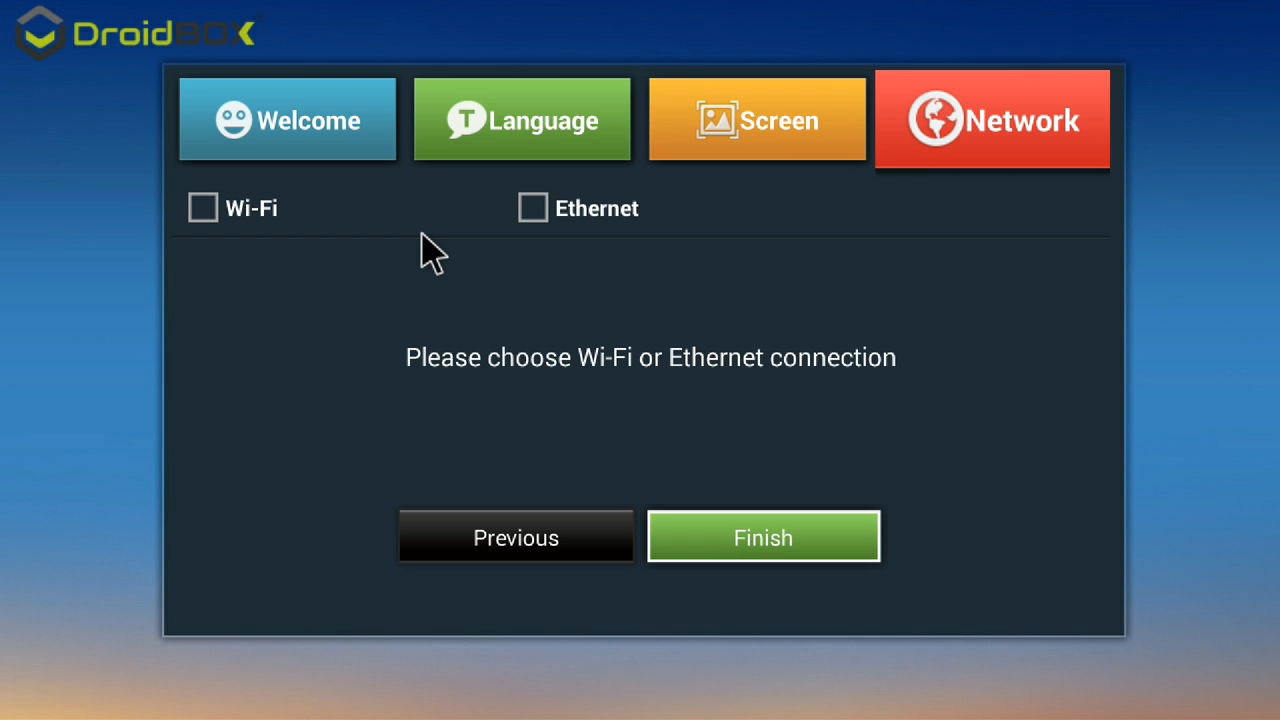 DroidBOX
Welcome
Language
Screen
Network
Wi-Fi
Ethernet
Please choose Wi-Fi or Ethernet connection
Previous
Finish